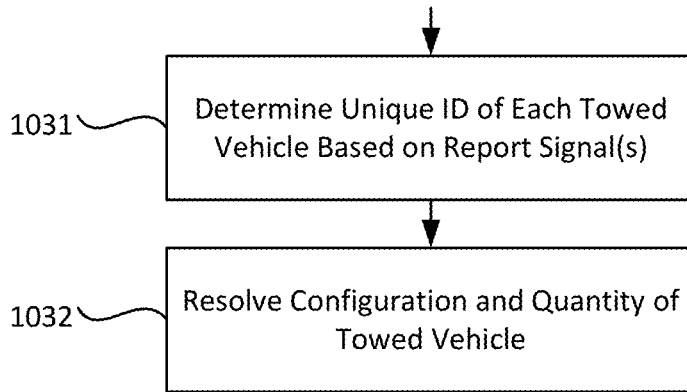 1031
Determine Unique ID of Each Towed
Vehicle Based on Report Signal(s)
1032
Resolve Configuration and Quantity of
Towed Vehicle